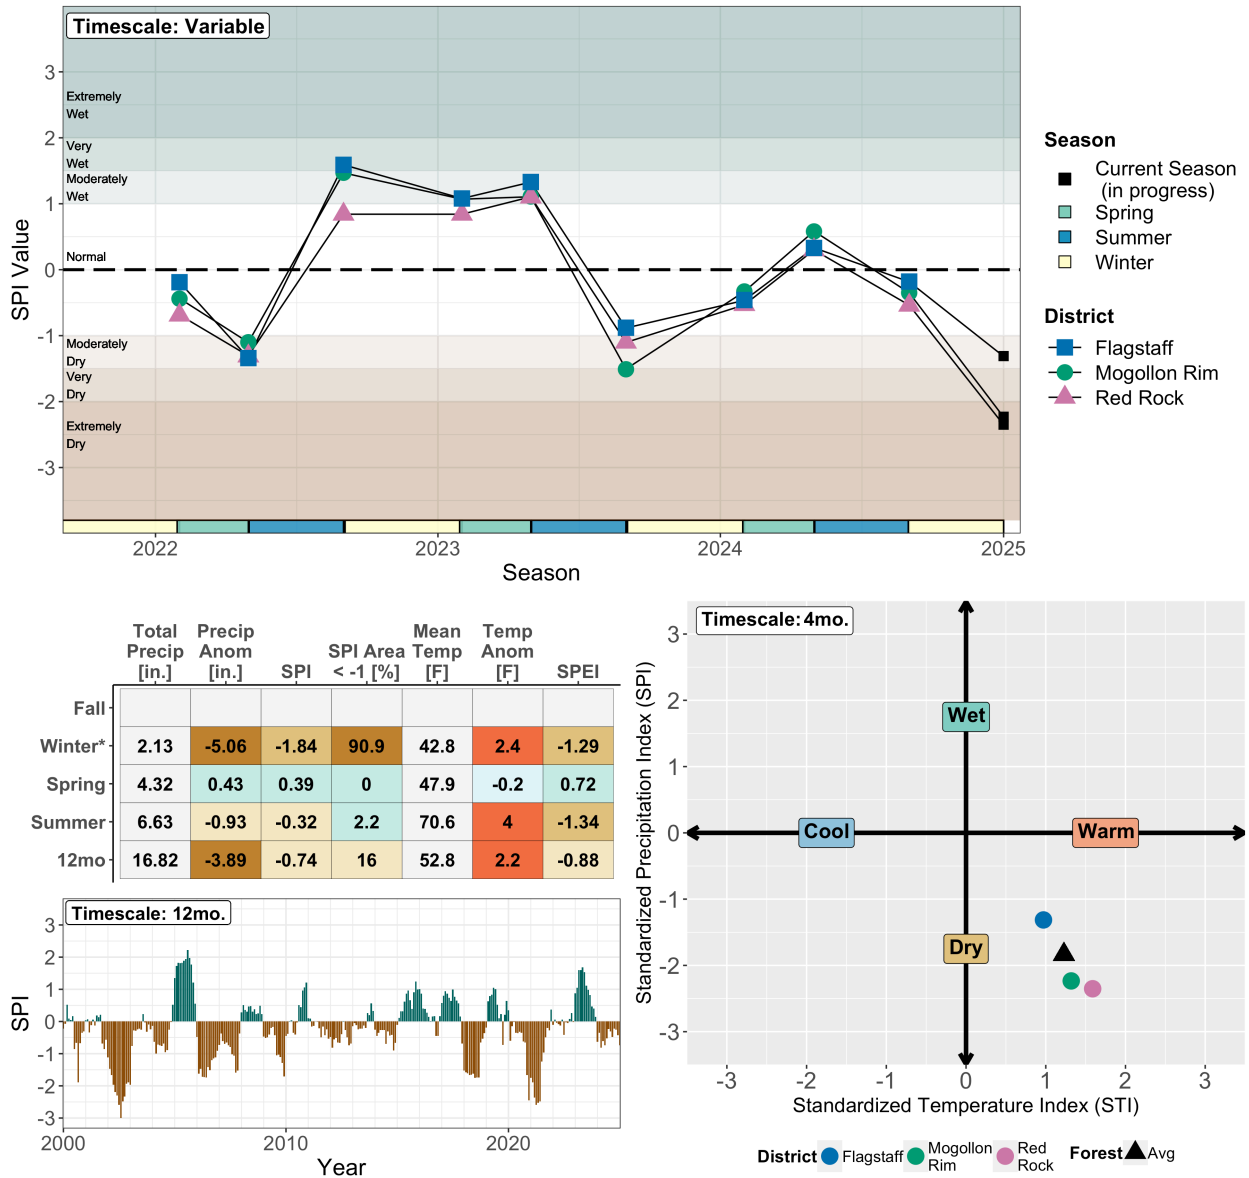 Timescale: Variable
3
2
1
0
-1
-2
-3
SPI Value
Extremely
Wet
Very
Wet
Moderately
Wet
Normal
Moderately
Dry
Very
Dry
Extremely
Dry
2022
2023
2024
2025
Season
Season
Current Season
(in progress)
Spring
Summer
Winter
District
Flagstaff
Mogollon Rim
Red Rock
Total Precip [in.]
Precip Anom [in.]
SPI
SPI Area < -1 [%]
Mean Temp [F]
Temp Anom [F]
SPEI
Fall
Winter* 2.13 -5.06 -1.84 90.9 42.8 2.4 -1.29
Spring 4.32 0.43 0.39 0 47.9 -0.2 0.72
Summer 6.63 -0.93 -0.32 2.2 70.6 4 -1.34
12mo 16.82 -3.89 -0.74 16 52.8 2.2 -0.88
Timescale: 12mo.
3
2
1
0
-1
-2
-3
SPI
2000
2010
2020
Year
Timescale: 4mo.
3
2
1
0
-1
-2
-3
Standardized Precipitation Index (SPI)
Wet
Cool
Warm
Dry
-3
-2
-1
0
1
2
3
Standardized Temperature Index (STI)
District
Flagstaff
Mogollon
Rim
Red
Rock
Forest
Avg